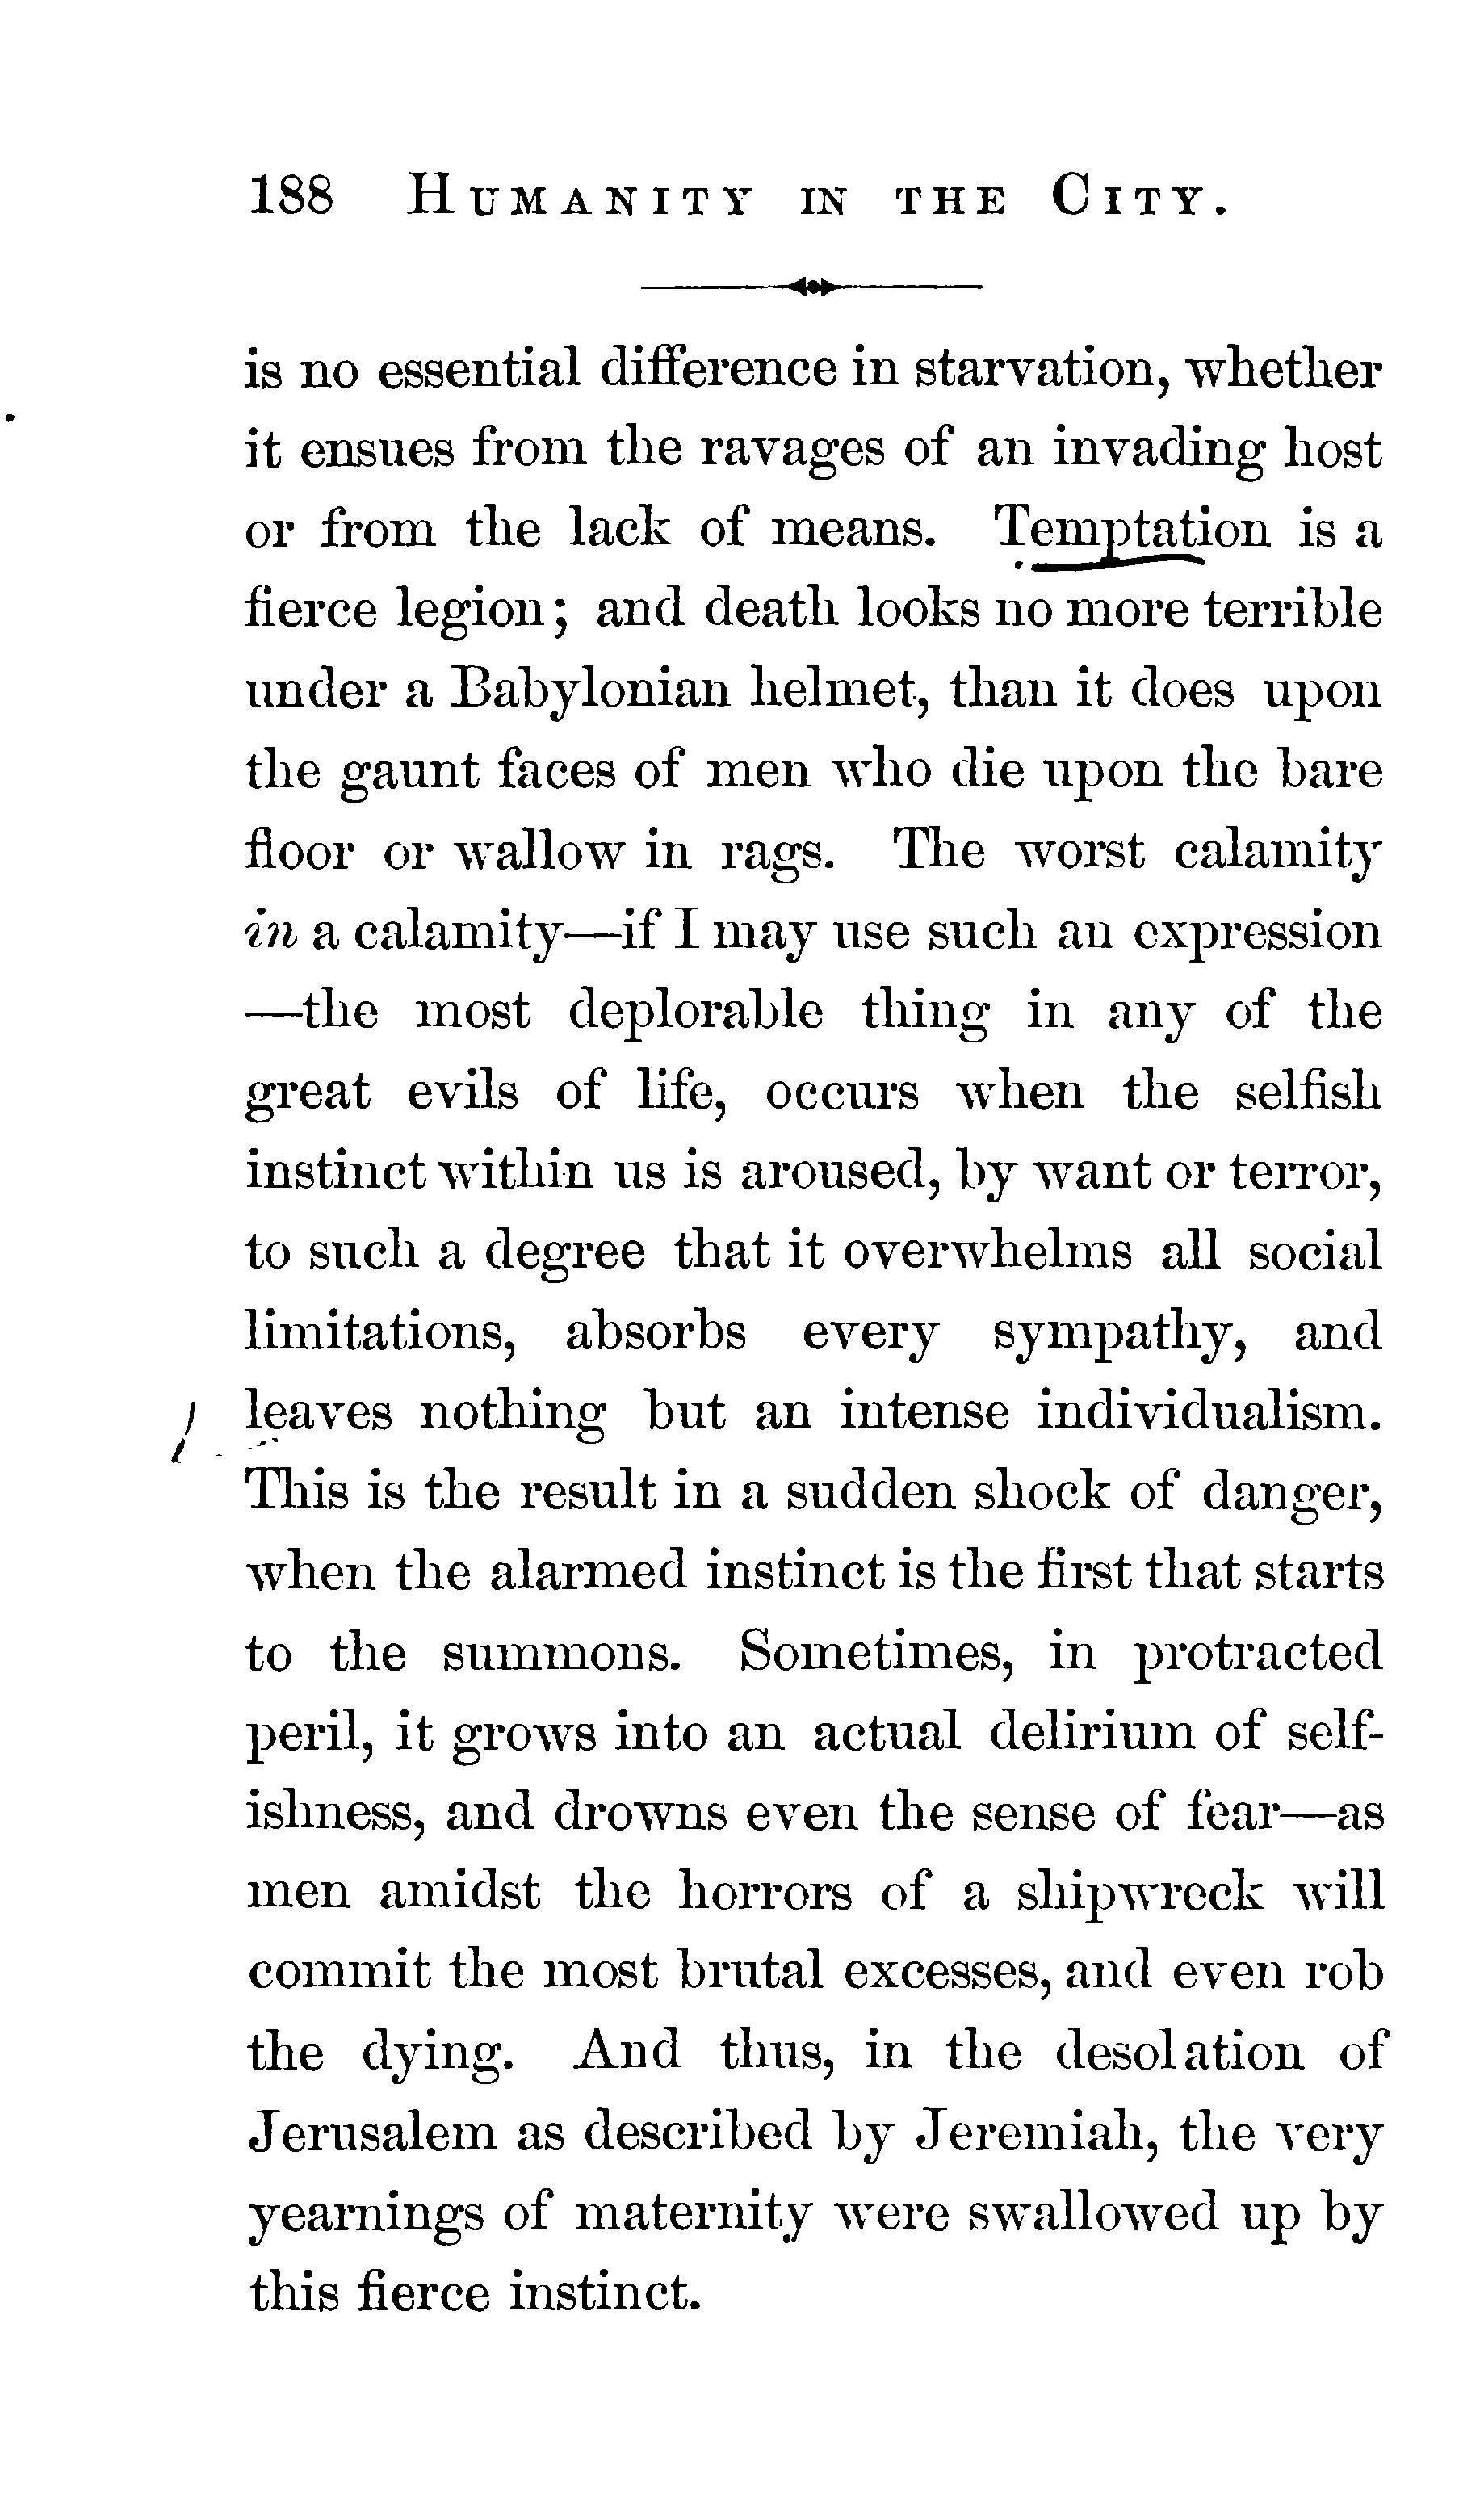 188 HUMANITY IN THE CITY.
is no essential difference in starvation, whether
it ensues from the ravages of an invading host
or from the lack of means. Temptation is a
fierce legion; and death looks no more terrible
under a Babylonian helmet, than it does upon
the gaunt faces of men who die upon the bare
floor or wallow in rags. The worst calamity
in a calamity—if I may use such an expression
—the most deplorable thing in any of the
great evils of life, occurs when the selfish
instinct within us is aroused, by want or terror,
to such a degree that it overwhelms all social
limitations, absorbs every sympathy, and
leaves nothing but an intense individualism.
This is the result in a sudden shock of danger,
when the alarmed instinct is the first that starts
to the summons. Sometimes, in protracted
peril, it grows into an actual delirium of self-
ishness, and drowns even the sense of fear—as
men amidst the horrors of a shipwreck will
commit the most brutal excesses, and even rob
the dying. And thus, in the desolation of
Jerusalem as described by Jeremiah, the very
yearnings of maternity were swallowed up by
this fierce instinct.